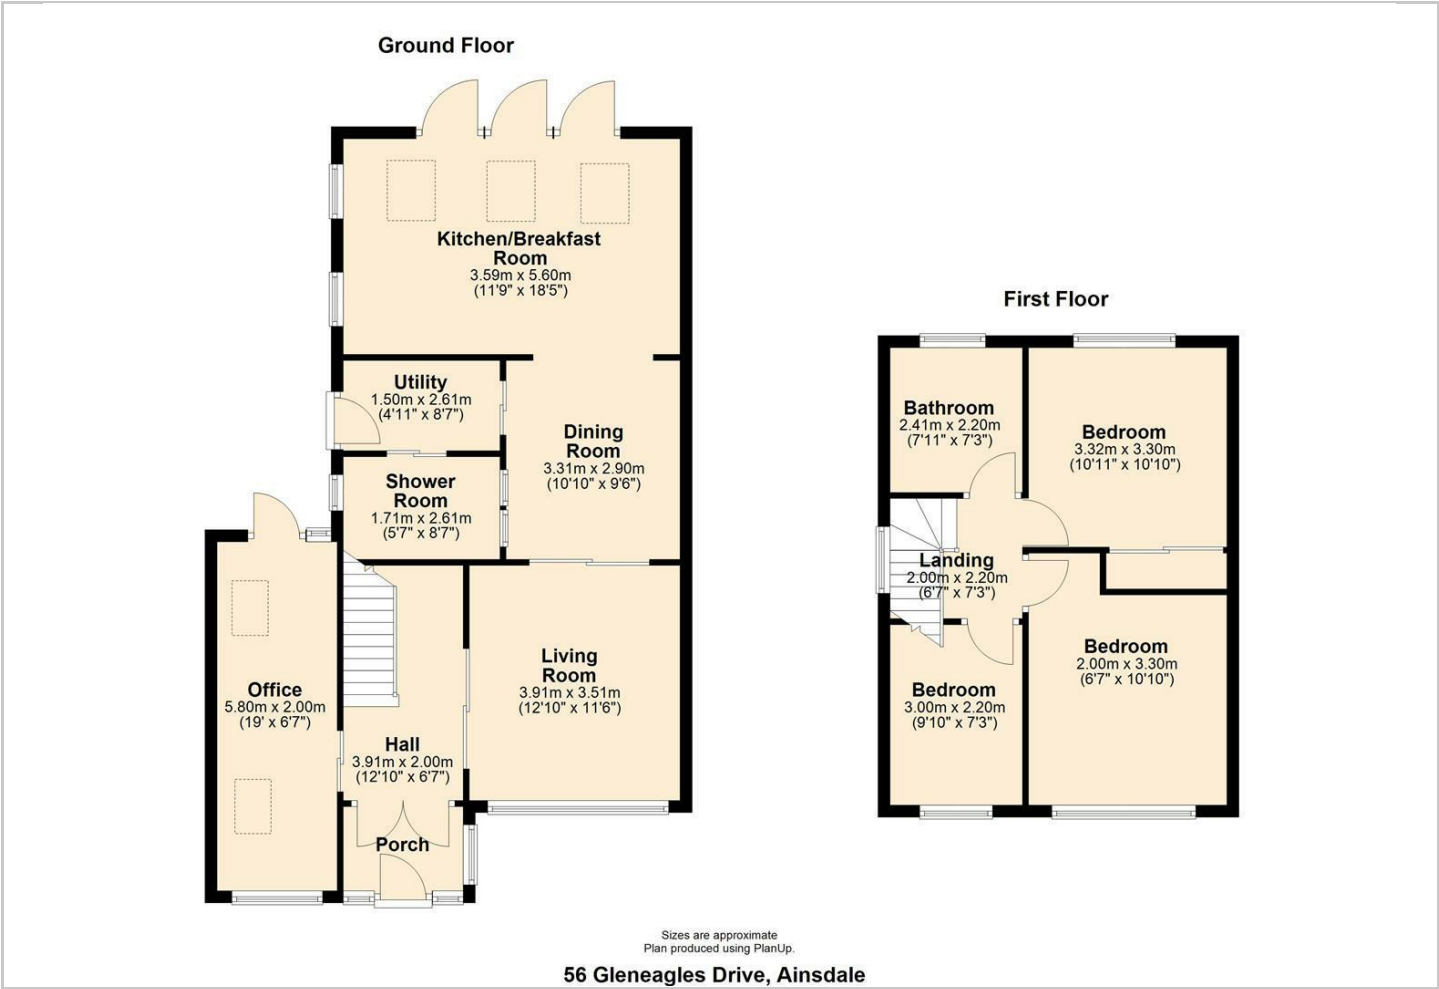 Ground Floor
Kitchen/Breakfast
Room
3.59m x 5.60m
(11'9" x 18'5")
Utility
1.50m x 2.61m
(4'11" x 8'7")
Dining
Room
3.31m x 2.90m
(10'10" x 9'6")
Shower
Room
1.71m x 2.61m
(5'7" x 8'7")
Office
5.80m x 2.00m
(19' x 6'7")
Living
Room
3.91m x 3.51m
(12'10" x 11'6")
Hall
3.91m x 2.00m
(12'10" x 6'7")
Porch
First Floor
Bathroom
2.41m x 2.20m
(7'11" x 7'3")
Bedroom
3.32m x 3.30m
(10'11" x 10'10")
Landing
2.00m x 2.20m
(6'7" x 7'3")
Bedroom
2.00m x 3.30m
(6'7" x 10'10")
Bedroom
3.00m x 2.20m
(9'10" x 7'3")
Sizes are approximate
Plan produced using PlanUp.
56 Gleneagles Drive, Ainsdale